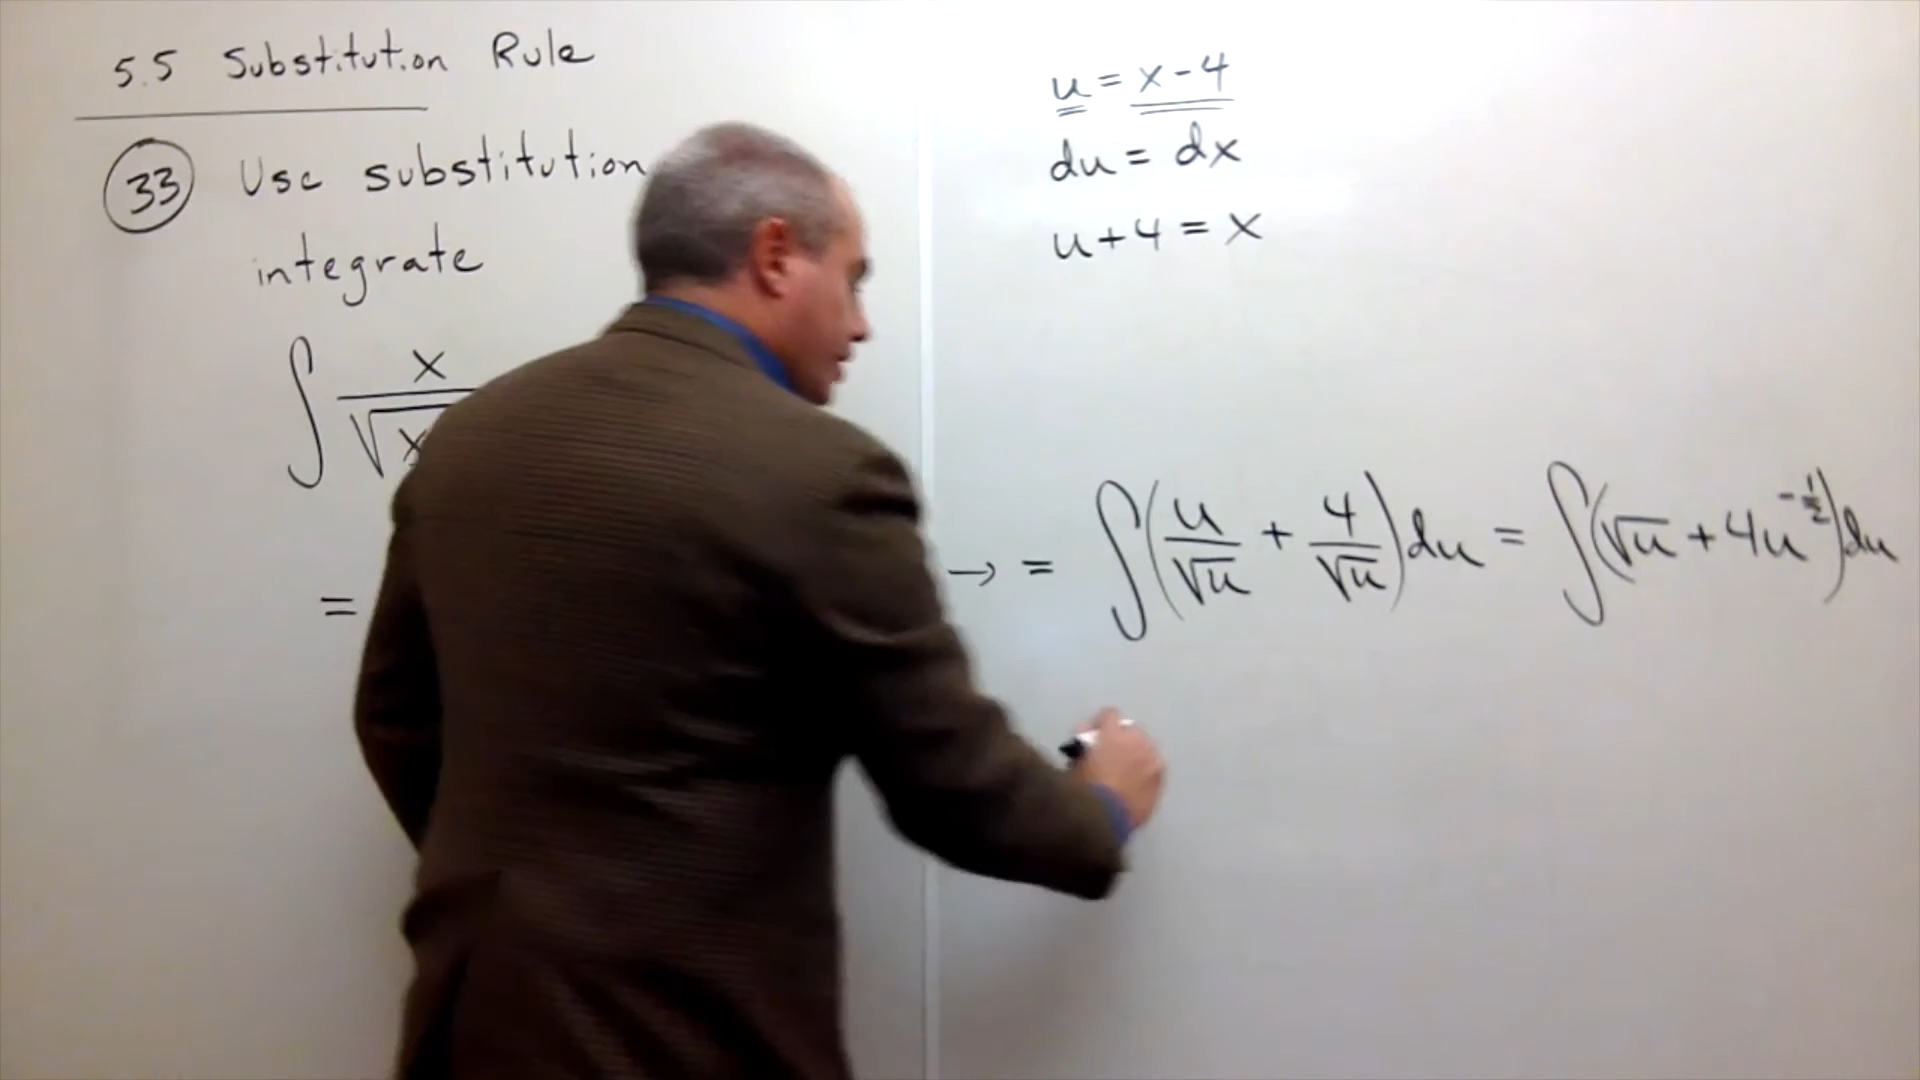 5.5 Substitution Rule
33 Use substitution
integrate
∫ x/√x
=
u = x-4
du = dx
u+4 = x
→ = ∫(u/√u + 4/√u)du = ∫(√u + 4u^-½)du